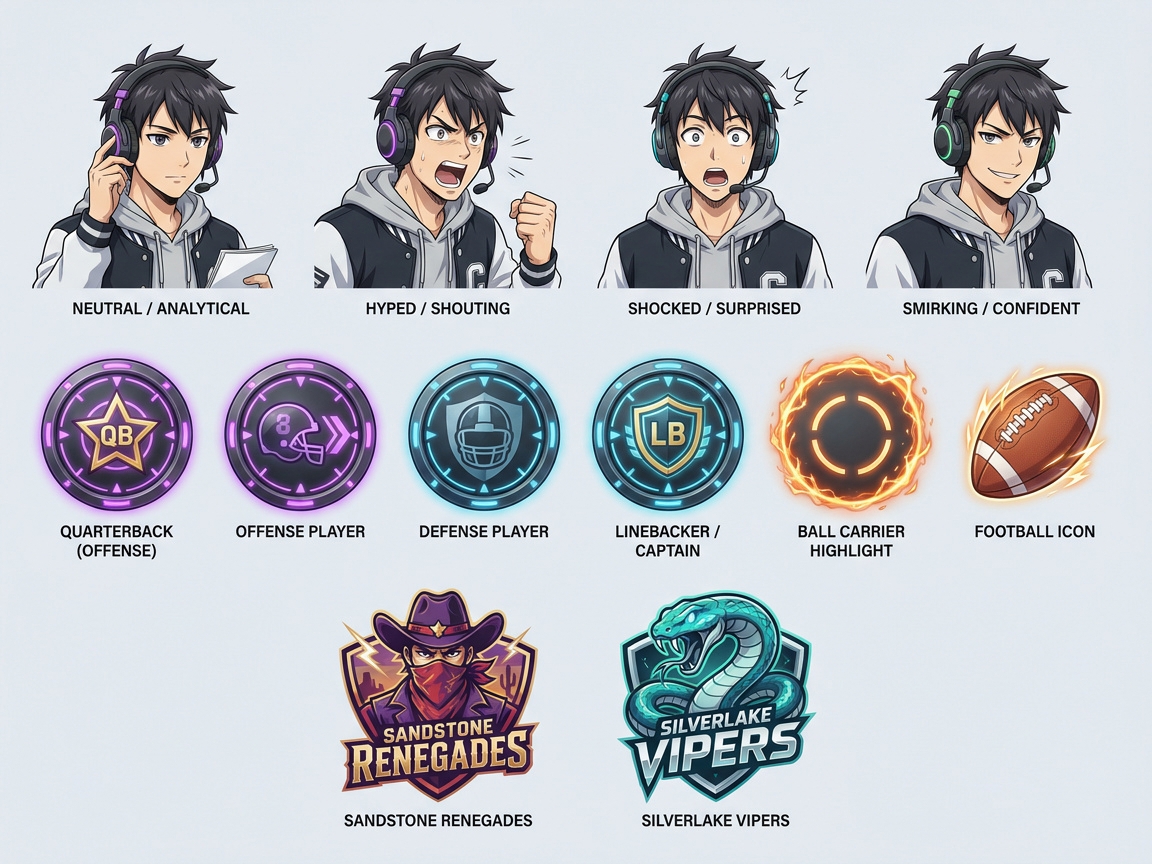 NEUTRAL / ANALYTICAL
HYPED / SHOUTING
SHOCKED / SURPRISED
SMIRKING / CONFIDENT
C
C
C
QB
8
LB
QUARTERBACK
(OFFENSE)
OFFENSE PLAYER
DEFENSE PLAYER
LINEBACKER /
CAPTAIN
BALL CARRIER
HIGHLIGHT
FOOTBALL ICON
SANDSTONE
RENEGADES
SILVERLAKE
VIPERS
SANDSTONE RENEGADES
SILVERLAKE VIPERS